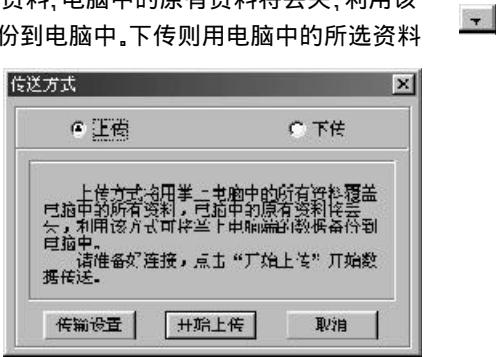 资料,电脑中的原有资料将丢失,利用该
份到电脑中。下传则用电脑中的所选资料
传送方式
上传
下传
上传方式将用掌上电脑中的所有资料覆盖
电脑中的所有资料，电脑中的原有资料将丢
失，利用该方式可将掌上电脑端的数据备份到
电脑中。
请准备好连接，点击“开始上传”开始数
据传送。
传输设置
开始上传
取消